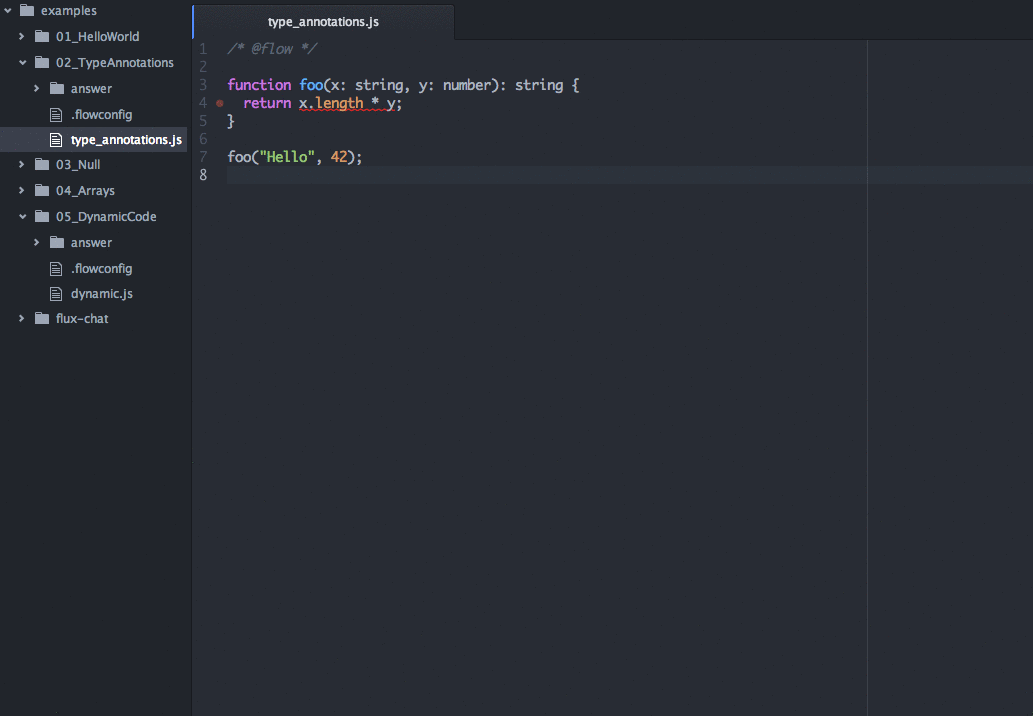 examples
01_HelloWorld
02_TypeAnnotations
answer
.flowconfig
type_annotations.js
03_Null
04_Arrays
05_DynamicCode
answer
.flowconfig
dynamic.js
flux-chat
type_annotations.js
1 /* @flow */
2
3 function foo(x: string, y: number): string {
4   return x.length * y;
5 }
6
7 foo("Hello", 42);
8